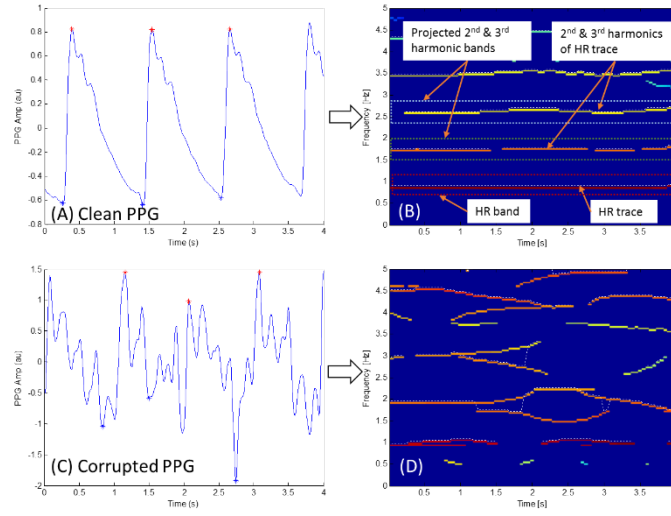 1
0.8
0.6
0.4
0.2
0
-0.2
-0.4
-0.6
-0.8
PPG Amp (au)
(A) Clean PPG
0 0.5 1 1.5 2 2.5 3 3.5 4
Time (s)
5
4.5
4
3.5
3
2.5
2
1.5
1
0.5
0
Frequency [Hz]
Projected 2nd & 3rd
harmonic bands
2nd & 3rd harmonics
of HR trace
(B)
HR band
HR trace
0.5 1 1.5 2 2.5 3 3.5
Time [s]
1.5
1
0.5
0
-0.5
-1
-1.5
-2
PPG Amp [au]
(C) Corrupted PPG
0 0.5 1 1.5 2 2.5 3 3.5 4
Time (s)
5
4.5
4
3.5
3
2.5
2
1.5
1
0.5
0
Frequency [Hz]
(D)
0.5 1 1.5 2 2.5 3 3.5
Time [s]